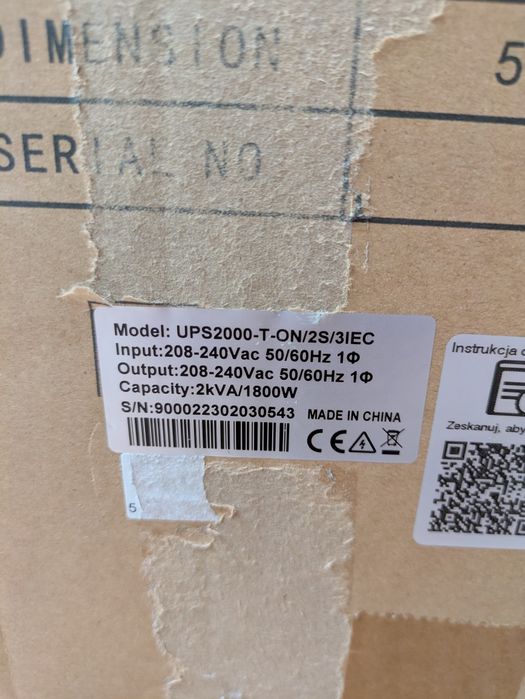 DIMENSION
5
SERIAL NO
Model: UPS2000-T-ON/2S/3IEC
Input:208-240Vac 50/60Hz 1Φ
Output:208-240Vac 50/60Hz 1Φ
Capacity:2kVA/1800W
S/N:900022302030543 MADE IN CHINA
CE
5
Instrukcja
Zeskanuj, aby